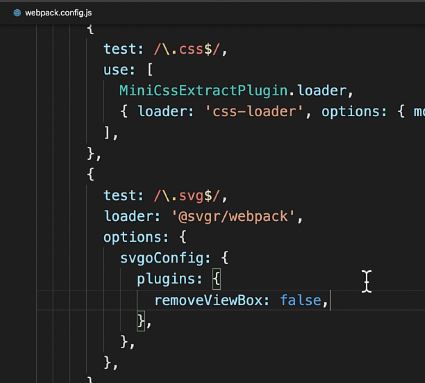 webpack.config.js
{
test: /\.css$/,
use: [
MiniCssExtractPlugin.loader,
{ loader: 'css-loader', options: {
],
},
{
test: /\.svg$/,
loader: '@svgr/webpack',
options: {
svgoConfig: {
plugins: {
removeViewBox: false,
},
},
},